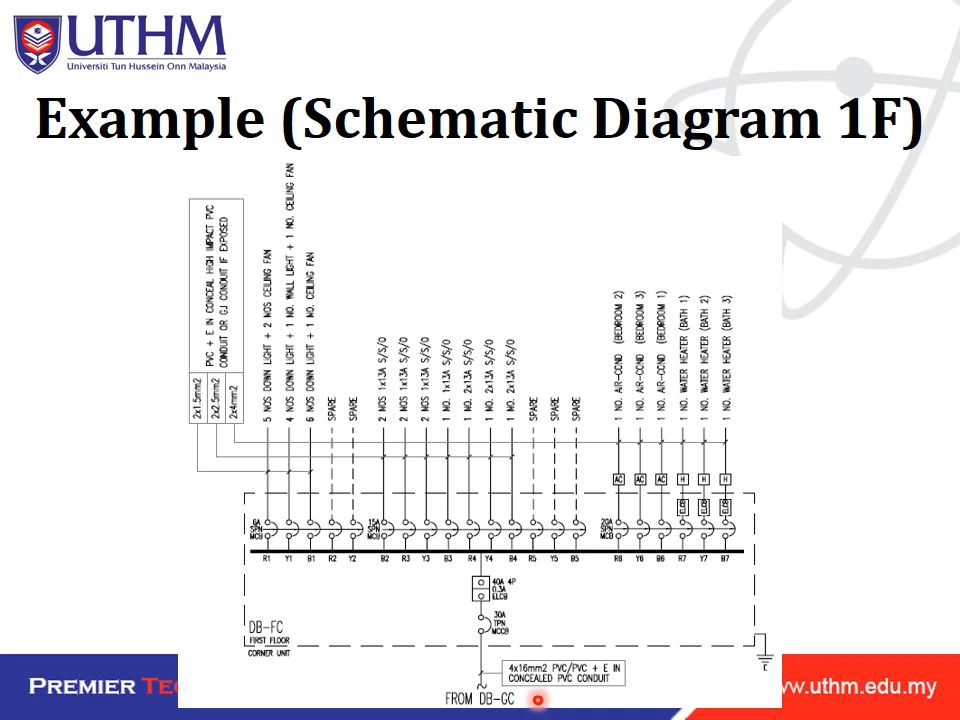 UTHM
Universiti Tun Hussein Onn Malaysia
Example (Schematic Diagram 1F)
2x1.5mm2
2x2.5mm2
2x4mm2
PVC + E IN CONCEAL HIGH IMPACT PVC
CONDUIT OR GJ CONDUIT IF EXPOSED
5 NOS DOWN LIGHT + 2 NOS CEILING FAN
4 NOS DOWN LIGHT + 1 NO. WALL LIGHT + 1 NO. CEILING FAN
6 NOS DOWN LIGHT + 1 NO. CEILING FAN
SPARE
SPARE
2 NOS 1x13A S/S/O
2 NOS 1x13A S/S/O
2 NOS 1x13A S/S/O
1 NO. 1x13A S/S/O
1 NO. 2x13A S/S/O
1 NO. 2x13A S/S/O
1 NO. 2x13A S/S/O
SPARE
SPARE
SPARE
1 NO. AIR-COND (BEDROOM 2)
1 NO. AIR-COND (BEDROOM 3)
1 NO. AIR-COND (BEDROOM 1)
1 NO. WATER HEATER (BATH 1)
1 NO. WATER HEATER (BATH 2)
1 NO. WATER HEATER (BATH 3)
AC AC AC H H H
ELCB ELCB ELCB
6A
SPN
MCB
15A
SPN
MCB
20A
SPN
MCB
R1 Y1 B1 R2 Y2 B2 R3 Y3 B3 R4 Y4 B4 R5 Y5 B5 R6 Y6 B6 R7 Y7 B7
40A 4P
0.3A
ELCB
30A
TPN
MCCB
DB-FC
FIRST FLOOR
CORNER UNIT
E
4x16mm2 PVC/PVC + E IN
CONCEALED PVC CONDUIT
FROM DB-GC
PREMIER
www.uthm.edu.my